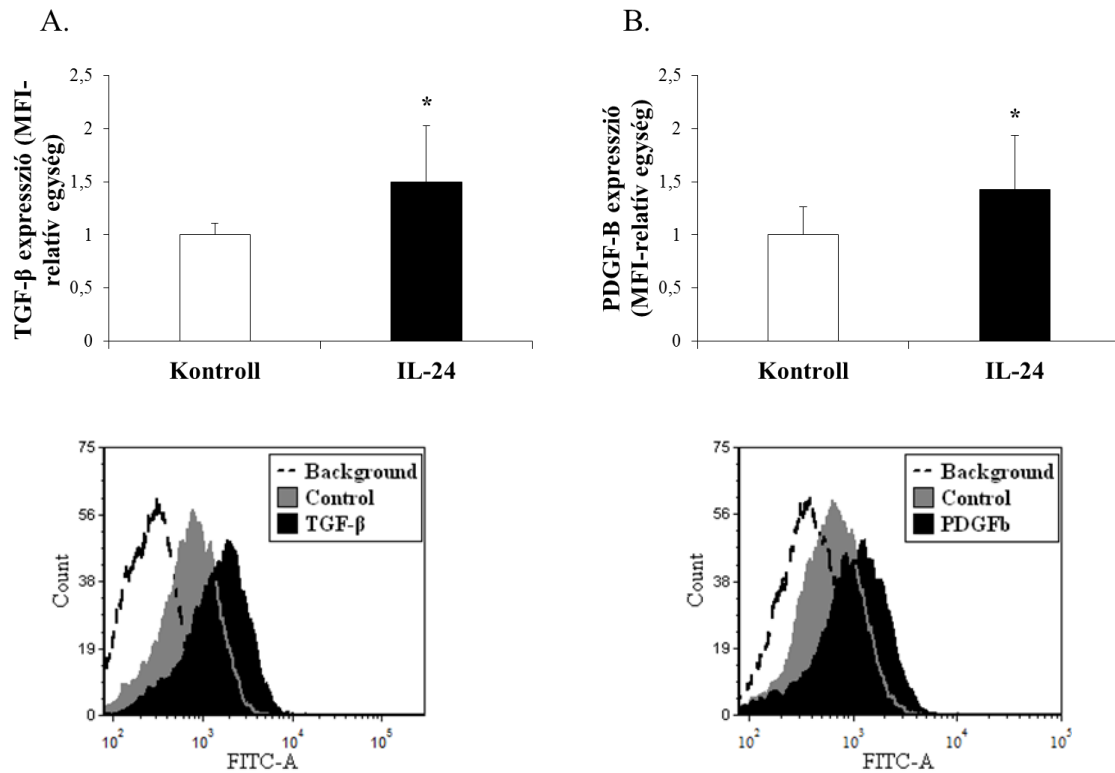 A.
TGF-β expresszió (MFI-
relatív egység)
2,5
2
1,5
1
0,5
0
*
Kontroll
IL-24
B.
PDGF-B expresszió
(MFI-relatív egység)
2,5
2
1,5
1
0,5
0
*
Kontroll
IL-24
Count
75
56
38
19
0
Background
Control
TGF-β
10² 10³ 10⁴ 10⁵
FITC-A
Count
75
56
38
19
0
Background
Control
PDGFb
10² 10³ 10⁴ 10⁵
FITC-A